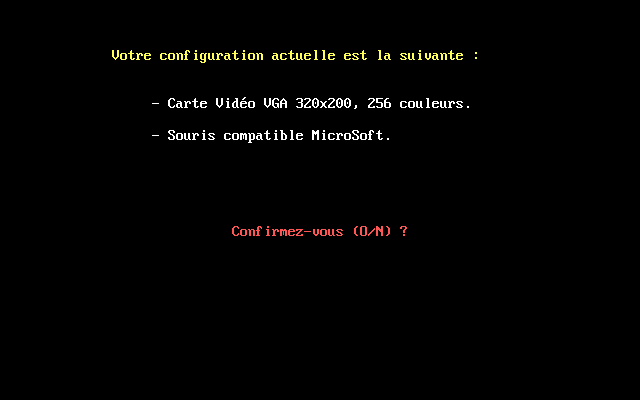 Votre configuration actuelle est la suivante :
- Carte Vidéo VGA 320x200, 256 couleurs.
- Souris compatible MicroSoft.
Confirmez-vous (O/N) ?